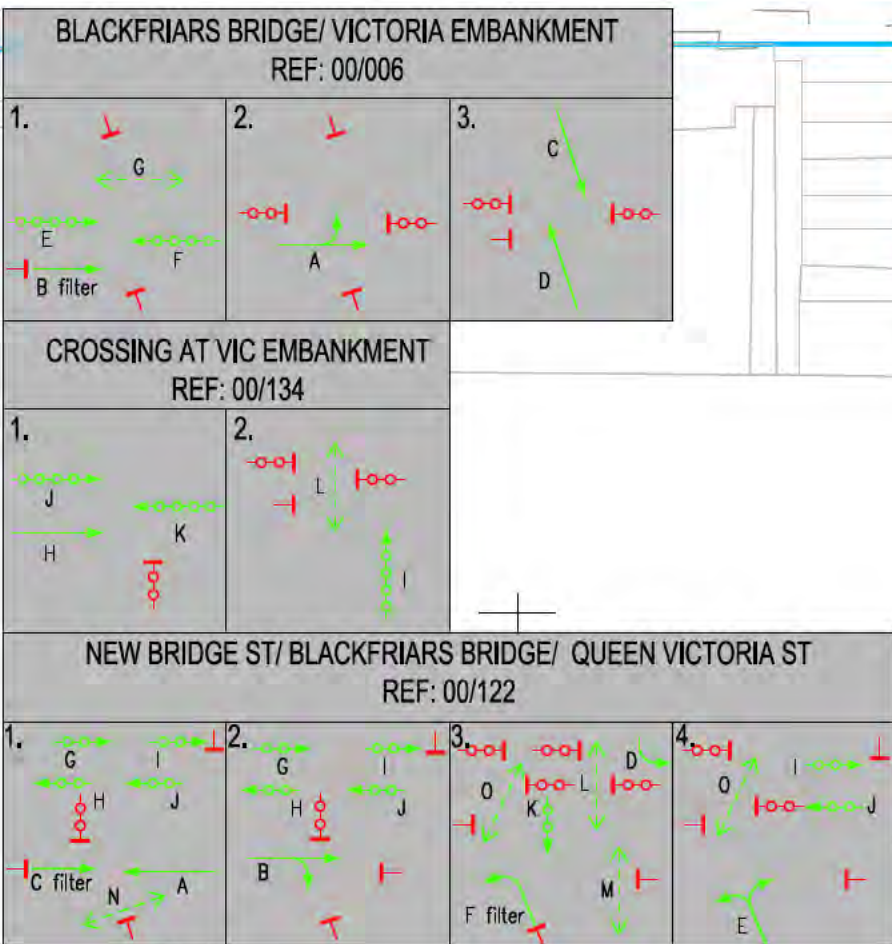 BLACKFRIARS BRIDGE/ VICTORIA EMBANKMENT
REF: 00/006
1.
G
E
F
B filter
2.
A
3.
C
D
CROSSING AT VIC EMBANKMENT
REF: 00/134
1.
J
K
H
2.
L
I
NEW BRIDGE ST/ BLACKFRIARS BRIDGE/ QUEEN VICTORIA ST
REF: 00/122
1.
G
I
H
J
C filter
N
A
2.
G
I
H
J
B
3.
D
O
L
K
M
F filter
4.
I
O
J
E